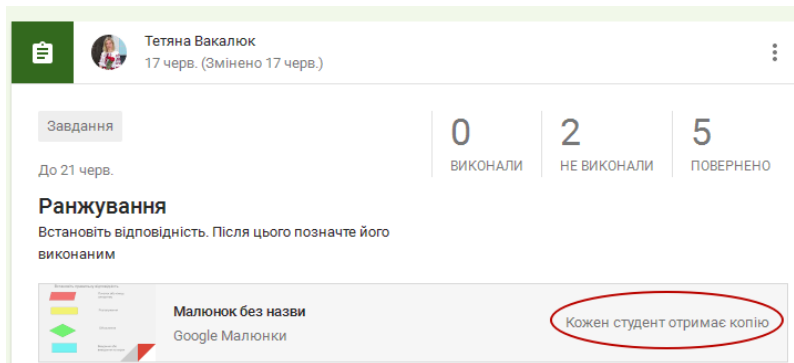 Тетяна Вакалюк
17 черв. (Змінено 17 черв.)
Завдання
До 21 черв.
0
ВИКОНАЛИ
2
НЕ ВИКОНАЛИ
5
ПОВЕРНЕНО
Ранжування
Встановіть відповідність. Після цього позначте його
виконаним
Малюнок без назви
Google Малюнки
Кожен студент отримає копію